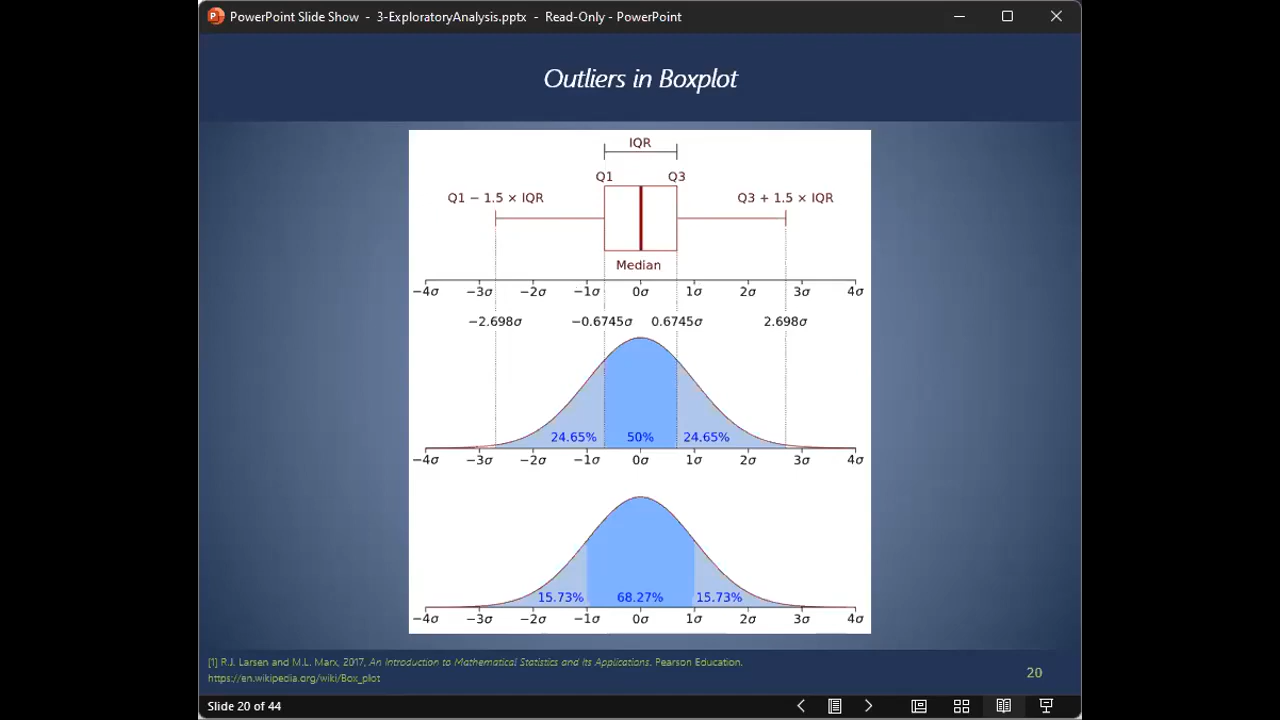 PowerPoint Slide Show - 3-ExploratoryAnalysis.pptx - Read-Only - PowerPoint
Outliers in Boxplot
IQR
Q1 Q3
Q1 − 1.5 × IQR Q3 + 1.5 × IQR
Median
−4σ −3σ −2σ −1σ 0σ 1σ 2σ 3σ 4σ
−2.698σ −0.6745σ 0.6745σ 2.698σ
24.65% 50% 24.65%
−4σ −3σ −2σ −1σ 0σ 1σ 2σ 3σ 4σ
15.73% 68.27% 15.73%
−4σ −3σ −2σ −1σ 0σ 1σ 2σ 3σ 4σ
[1] R.J. Larsen and M.L. Marx, 2017, An Introduction to Mathematical Statistics and Its Applications. Pearson Education.
https://en.wikipedia.org/wiki/Box_plot
20
Slide 20 of 44